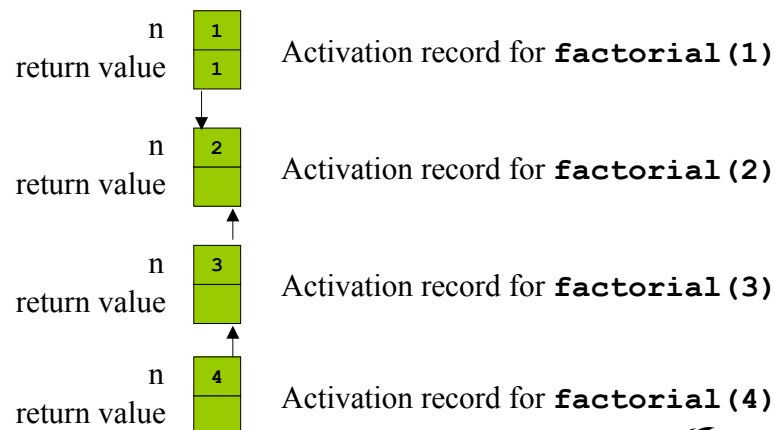 n 1
return value 1 Activation record for factorial(1)
n 2
return value Activation record for factorial(2)
n 3
return value Activation record for factorial(3)
n 4
return value Activation record for factorial(4)